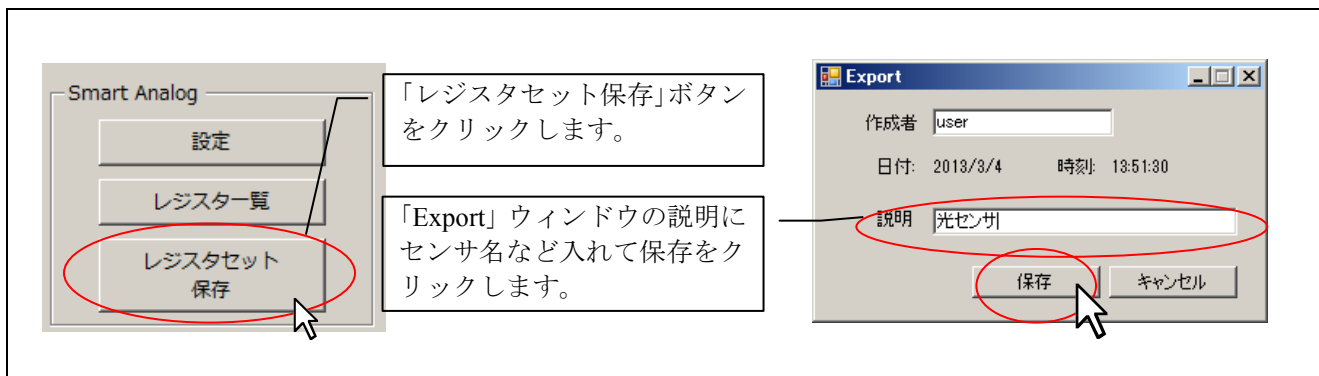 Smart Analog
設定
レジスタ一覧
レジスタセット
保存
「レジスタセット保存」ボタン
をクリックします。
「Export」ウィンドウの説明に
センサ名など入れて保存をク
リックします。
Export
作成者 user
日付: 2013/3/4 時刻: 13:51:30
説明 光センサ
保存 キャンセル